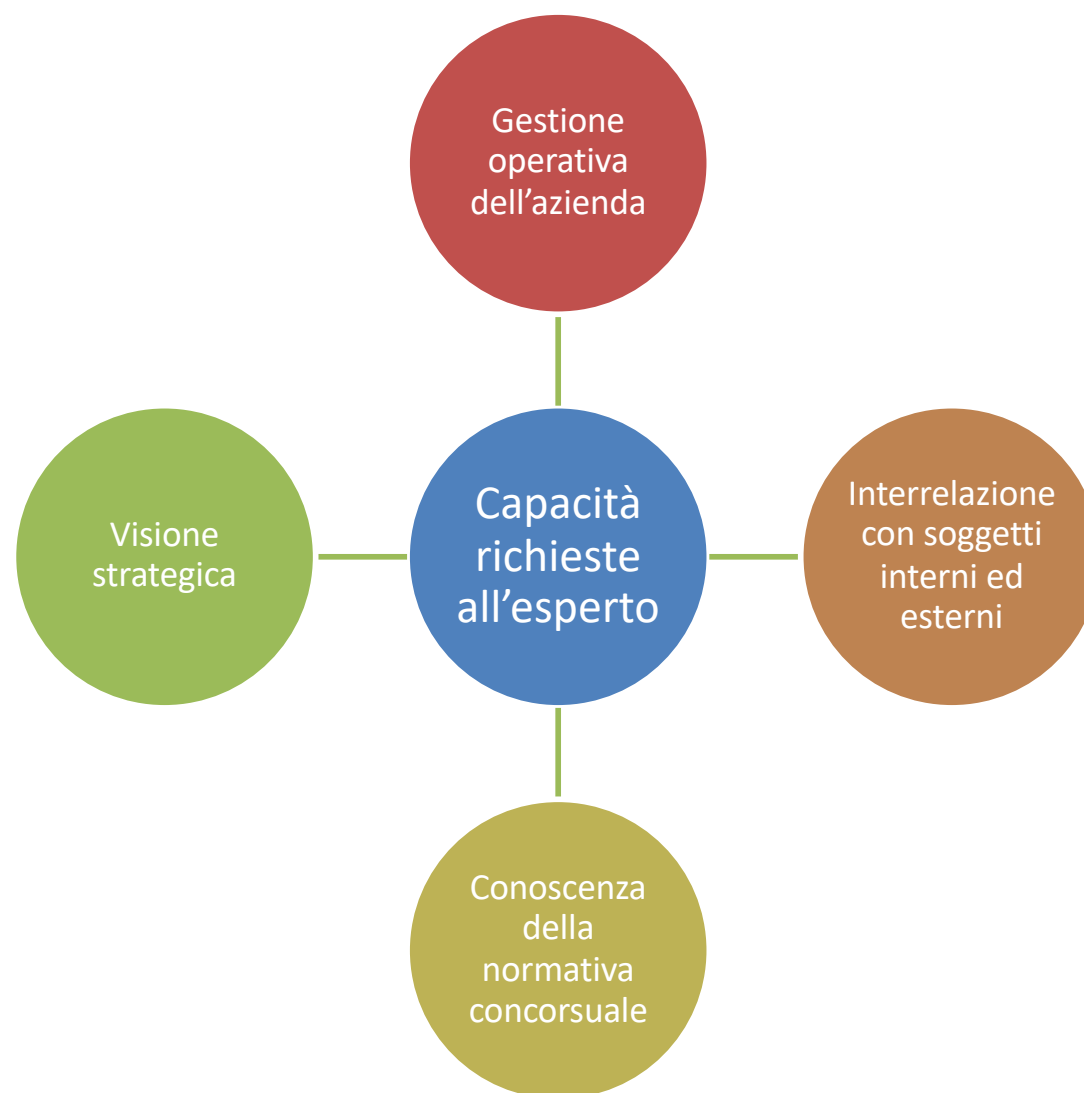 Gestione
operativa
dell’azienda
Visione
strategica
Capacità
richieste
all’esperto
Interrelazione
con soggetti
interni ed
esterni
Conoscenza
della
normativa
concorsuale